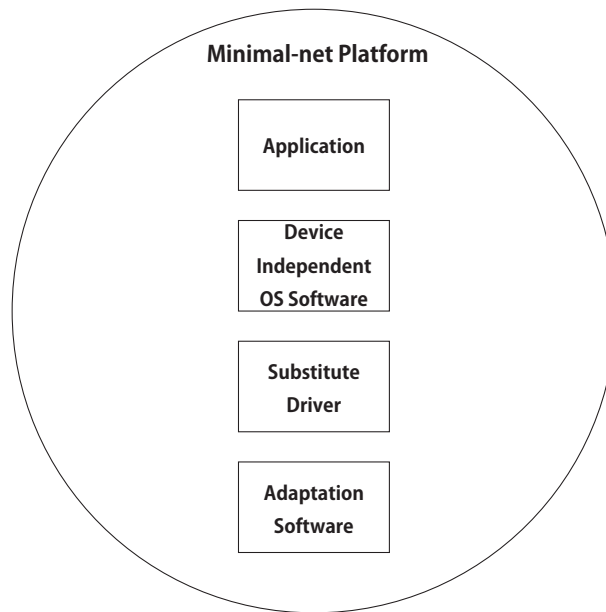 Minimal-net Platform
Application
Device
Independent
OS Software
Substitute
Driver
Adaptation
Software